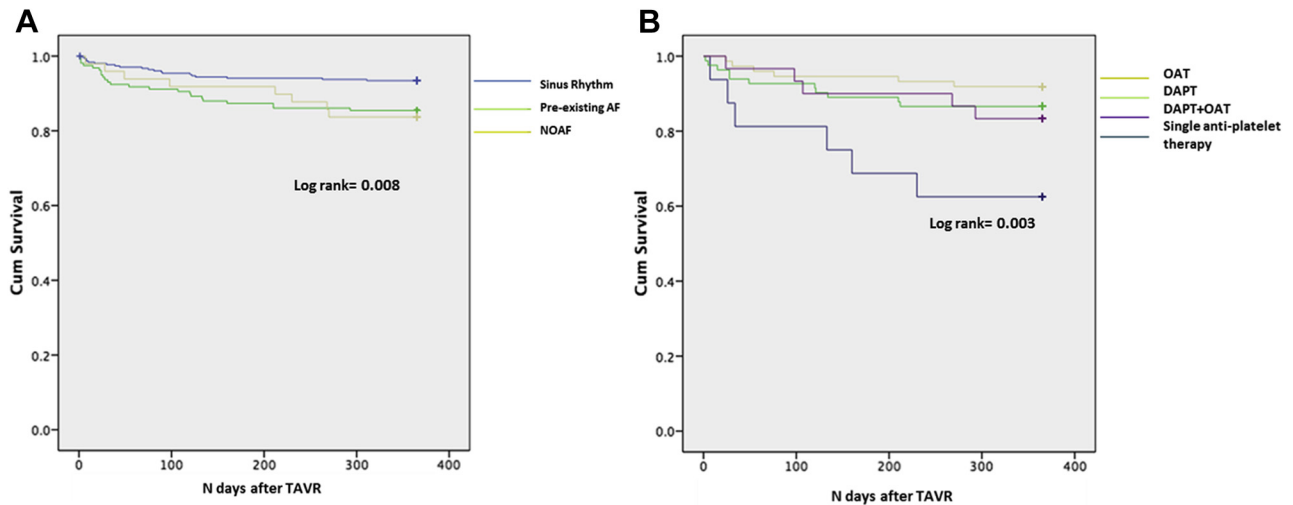 A
1.0
0.8
0.6
0.4
0.2
0.0
Cum Survival
0 100 200 300 400
N days after TAVR
Log rank= 0.008
Sinus Rhythm
Pre-existing AF
NOAF
B
1.0
0.8
0.6
0.4
0.2
0.0
Cum Survival
0 100 200 300 400
N days after TAVR
Log rank= 0.003
OAT
DAPT
DAPT+OAT
Single anti-platelet
therapy